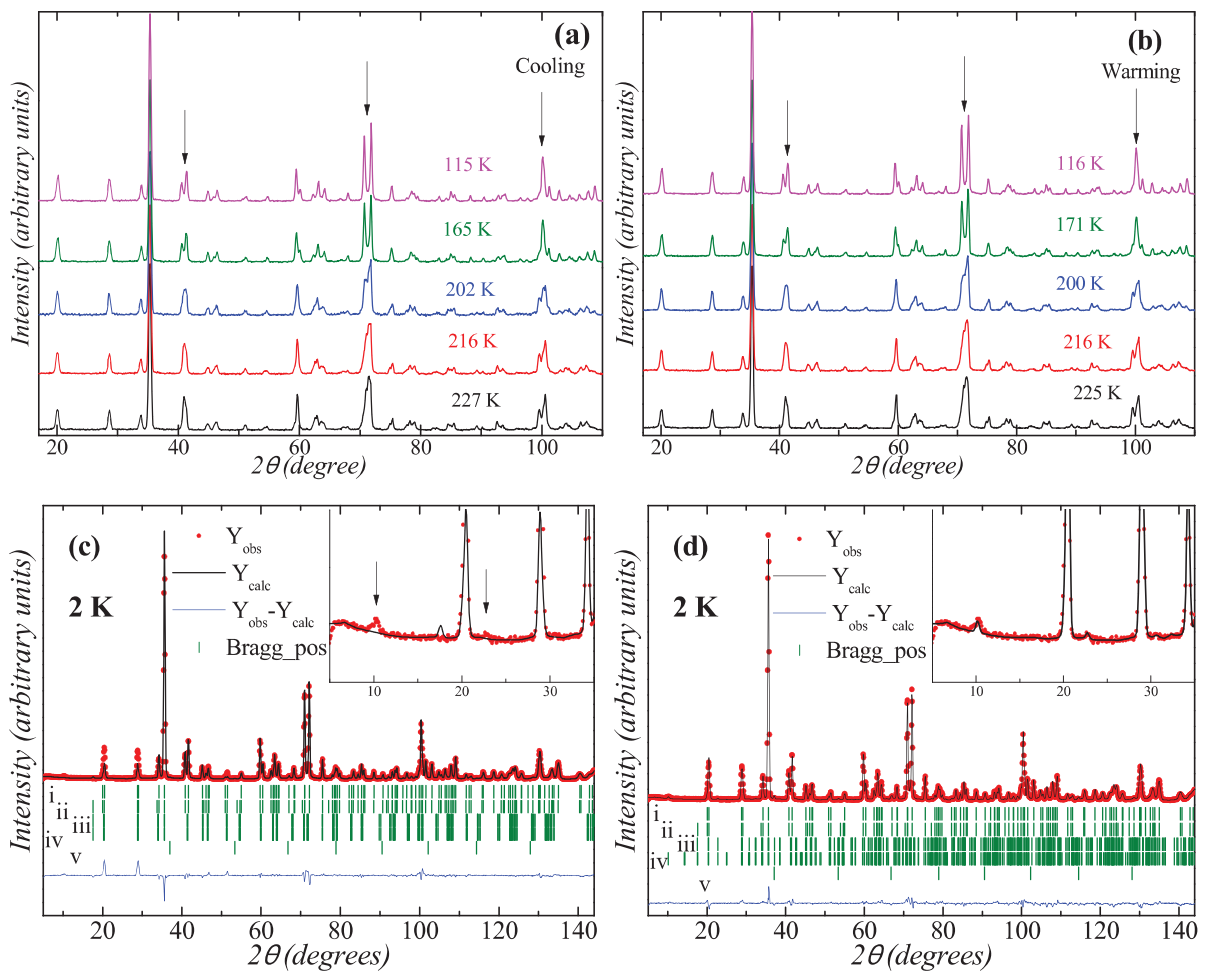 (a)
Cooling
115 K
165 K
202 K
216 K
227 K
Intensity (arbitrary units)
20 40 60 80 100
2θ (degree)
(b)
Warming
116 K
171 K
200 K
216 K
225 K
Intensity (arbitrary units)
20 40 60 80 100
2θ (degree)
(c)
2 K
Y_obs
Y_calc
Y_obs-Y_calc
Bragg_pos
10 20 30
i
ii
iii
iv
v
Intensity (arbitrary units)
20 40 60 80 100 120 140
2θ (degrees)
(d)
2 K
Y_obs
Y_calc
Y_obs-Y_calc
Bragg_pos
10 20 30
i
ii
iii
iv
v
Intensity (arbitrary units)
20 40 60 80 100 120 140
2θ (degrees)